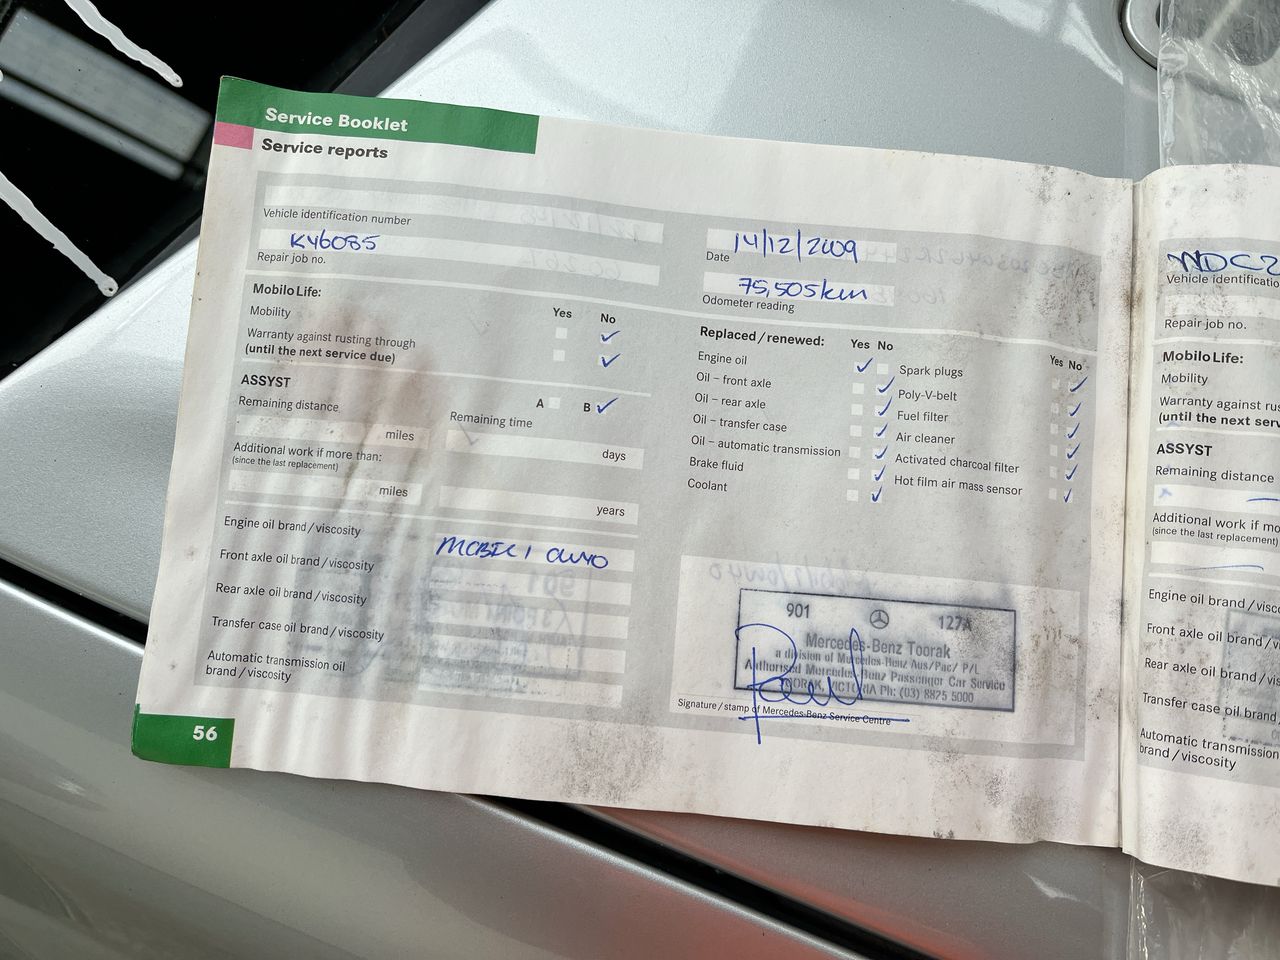 Service Booklet
Service reports
Vehicle identification number
K46085
Repair job no.
14/12/2009
Date
75,505km
Odometer reading
MobiloLife:
Yes No
Mobility
Warranty against rusting through
(until the next service due)
ASSYST
A B
Remaining distance
Remaining time
miles
days
Additional work if more than:
(since the last replacement)
miles
years
Engine oil brand/viscosity
MOBIL 1 0W40
Front axle oil brand/viscosity
Rear axle oil brand/viscosity
Transfer case oil brand/viscosity
Automatic transmission oil
brand/viscosity
56
Replaced/renewed:
Yes No
Yes No
Engine oil
Spark plugs
Oil – front axle
Poly-V-belt
Oil – rear axle
Fuel filter
Oil – transfer case
Air cleaner
Oil – automatic transmission
Activated charcoal filter
Brake fluid
Hot film air mass sensor
Coolant
901 127A
Mercedes-Benz Toorak
a division of Mercedes-Benz Aus/Pac/ P/L
Authorised Mercedes-Benz Passenger Car Service
TOORAK, VICTORIA Ph: (03) 8825 5000
Paul
Signature/stamp of Mercedes-Benz Service Centre
WDC2
Vehicle identificatio
Repair job no.
MobiloLife:
Mobility
Warranty against rus
(until the next serv
ASSYST
Remaining distance
Additional work if mo
(since the last replacement)
Engine oil brand/visco
Front axle oil brand/vi
Rear axle oil brand/vis
Transfer case oil brand/
Automatic transmission
brand/viscosity